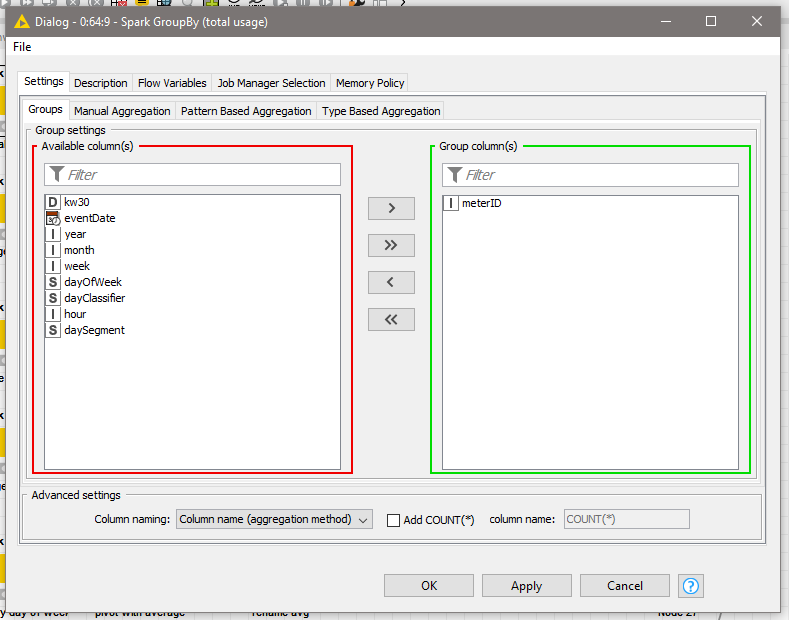 Dialog - 0:64:9 - Spark GroupBy (total usage)
File
Settings Description Flow Variables Job Manager Selection Memory Policy
Groups Manual Aggregation Pattern Based Aggregation Type Based Aggregation
Group settings
Available column(s) Group column(s)
Filter Filter
D kw30 I meterID
eventDate
I year
I month
I week
S dayOfWeek
S dayClassifier
I hour
S daySegment
>
>>
<
<<
Advanced settings
Column naming: Column name (aggregation method) Add COUNT(*) column name: COUNT(*)
OK Apply Cancel ?
y day of week pivot with average rename avg Node 27